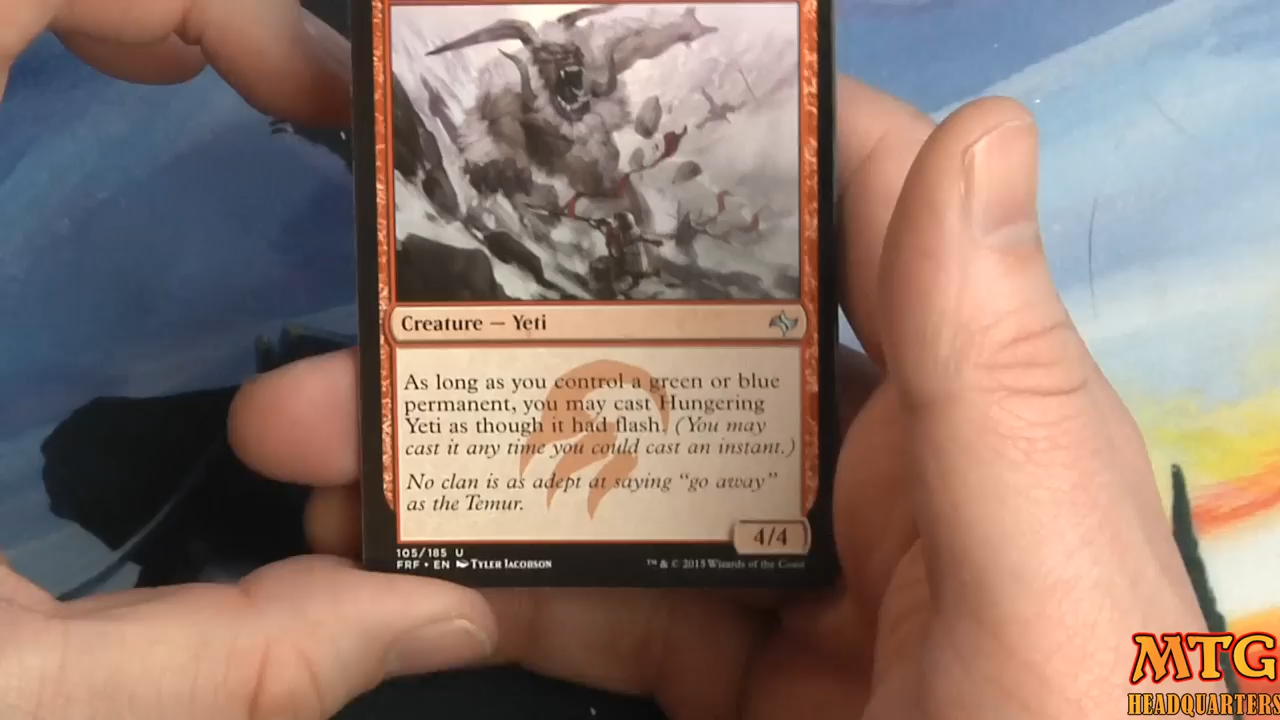 Creature — Yeti
As long as you control a green or blue
permanent, you may cast Hungering
Yeti as though it had flash. (You may
cast it any time you could cast an instant.)
No clan is as adept at saying “go away”
as the Temur.
4/4
105/185 U
FRF • EN Tyler Jacobson
™ & © 2015 Wizards of the Coast
MTG
HEADQUARTERS